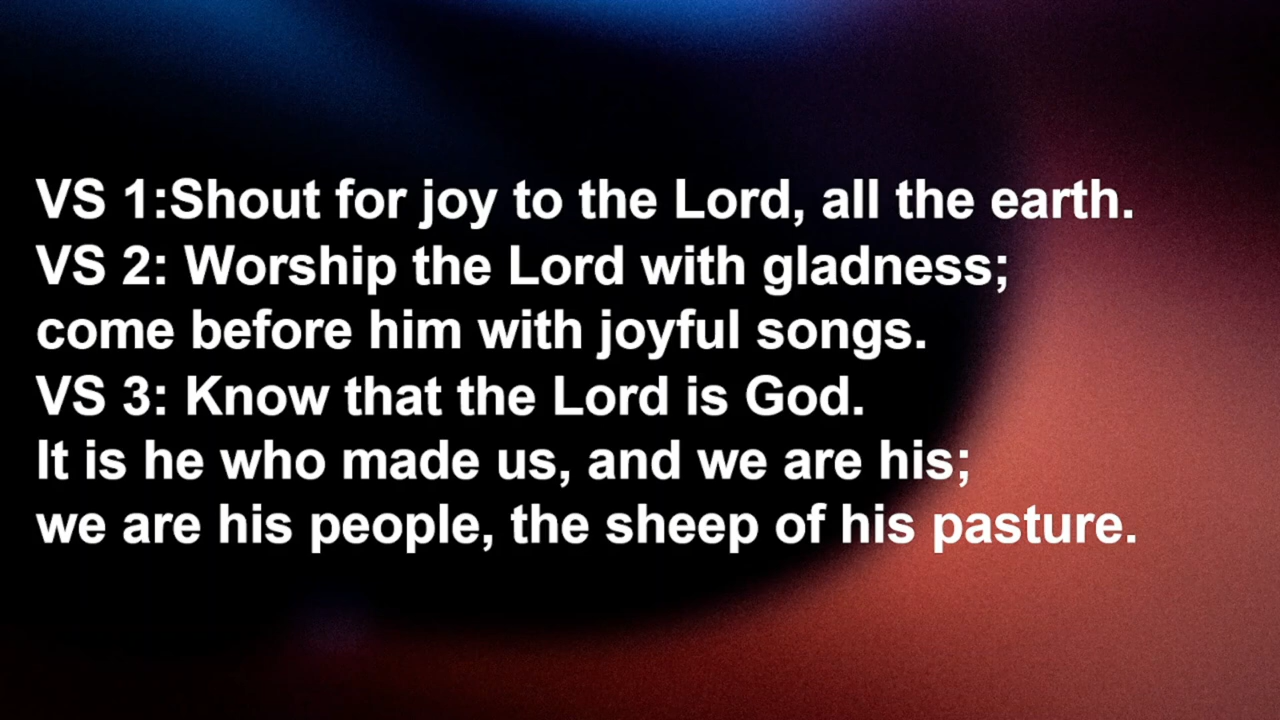 VS 1:Shout for joy to the Lord, all the earth.
VS 2: Worship the Lord with gladness;
come before him with joyful songs.
VS 3: Know that the Lord is God.
It is he who made us, and we are his;
we are his people, the sheep of his pasture.